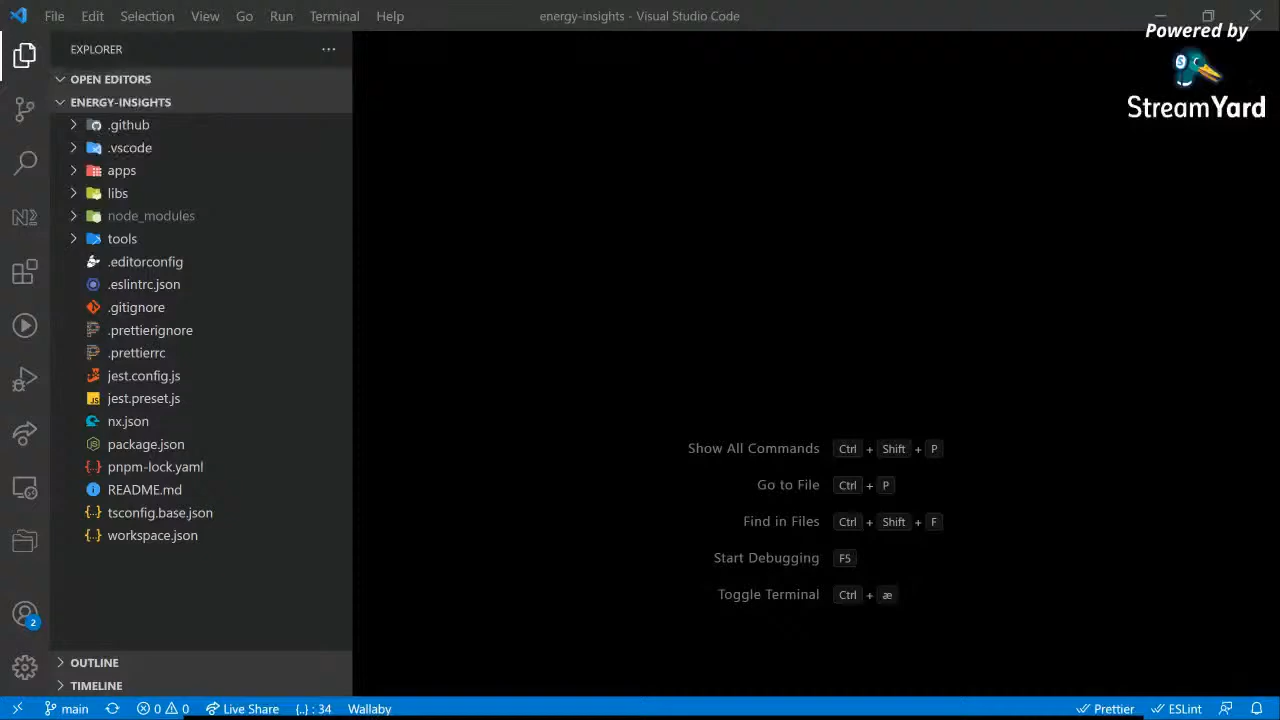 File Edit Selection View Go Run Terminal Help
energy-insights - Visual Studio Code
Powered by
StreamYard
EXPLORER
OPEN EDITORS
ENERGY-INSIGHTS
.github
.vscode
apps
libs
node_modules
tools
.editorconfig
.eslintrc.json
.gitignore
.prettierignore
.prettierrc
jest.config.js
jest.preset.js
nx.json
package.json
pnpm-lock.yaml
README.md
tsconfig.base.json
workspace.json
Show All Commands Ctrl + Shift + P
Go to File Ctrl + P
Find in Files Ctrl + Shift + F
Start Debugging F5
Toggle Terminal Ctrl + æ
2
OUTLINE
TIMELINE
main 0 0 Live Share {..} : 34 Wallaby Prettier ESLint